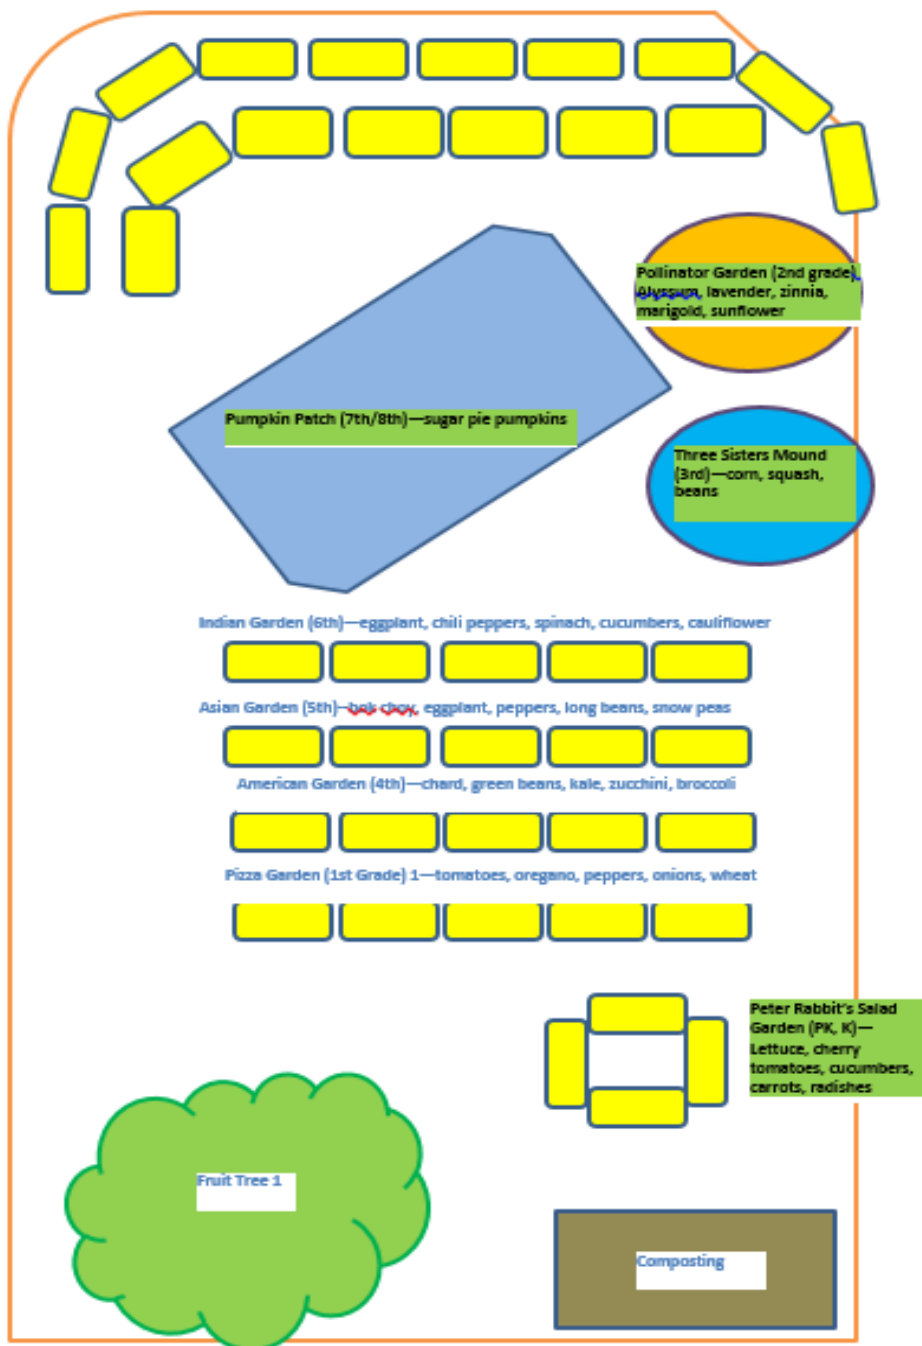 Pollinator Garden (2nd grade),
Alyssum, lavender, zinnia,
marigold, sunflower
Pumpkin Patch (7th/8th)—sugar pie pumpkins
Three Sisters Mound
(3rd)—corn, squash,
beans
Indian Garden (6th)—eggplant, chili peppers, spinach, cucumbers, cauliflower
Asian Garden (5th)—bok choy, eggplant, peppers, long beans, snow peas
American Garden (4th)—chard, green beans, kale, zucchini, broccoli
Pizza Garden (1st Grade) 1—tomatoes, oregano, peppers, onions, wheat
Peter Rabbit's Salad
Garden (PK, K)—
Lettuce, cherry
tomatoes, cucumbers,
carrots, radishes
Fruit Tree 1
Composting